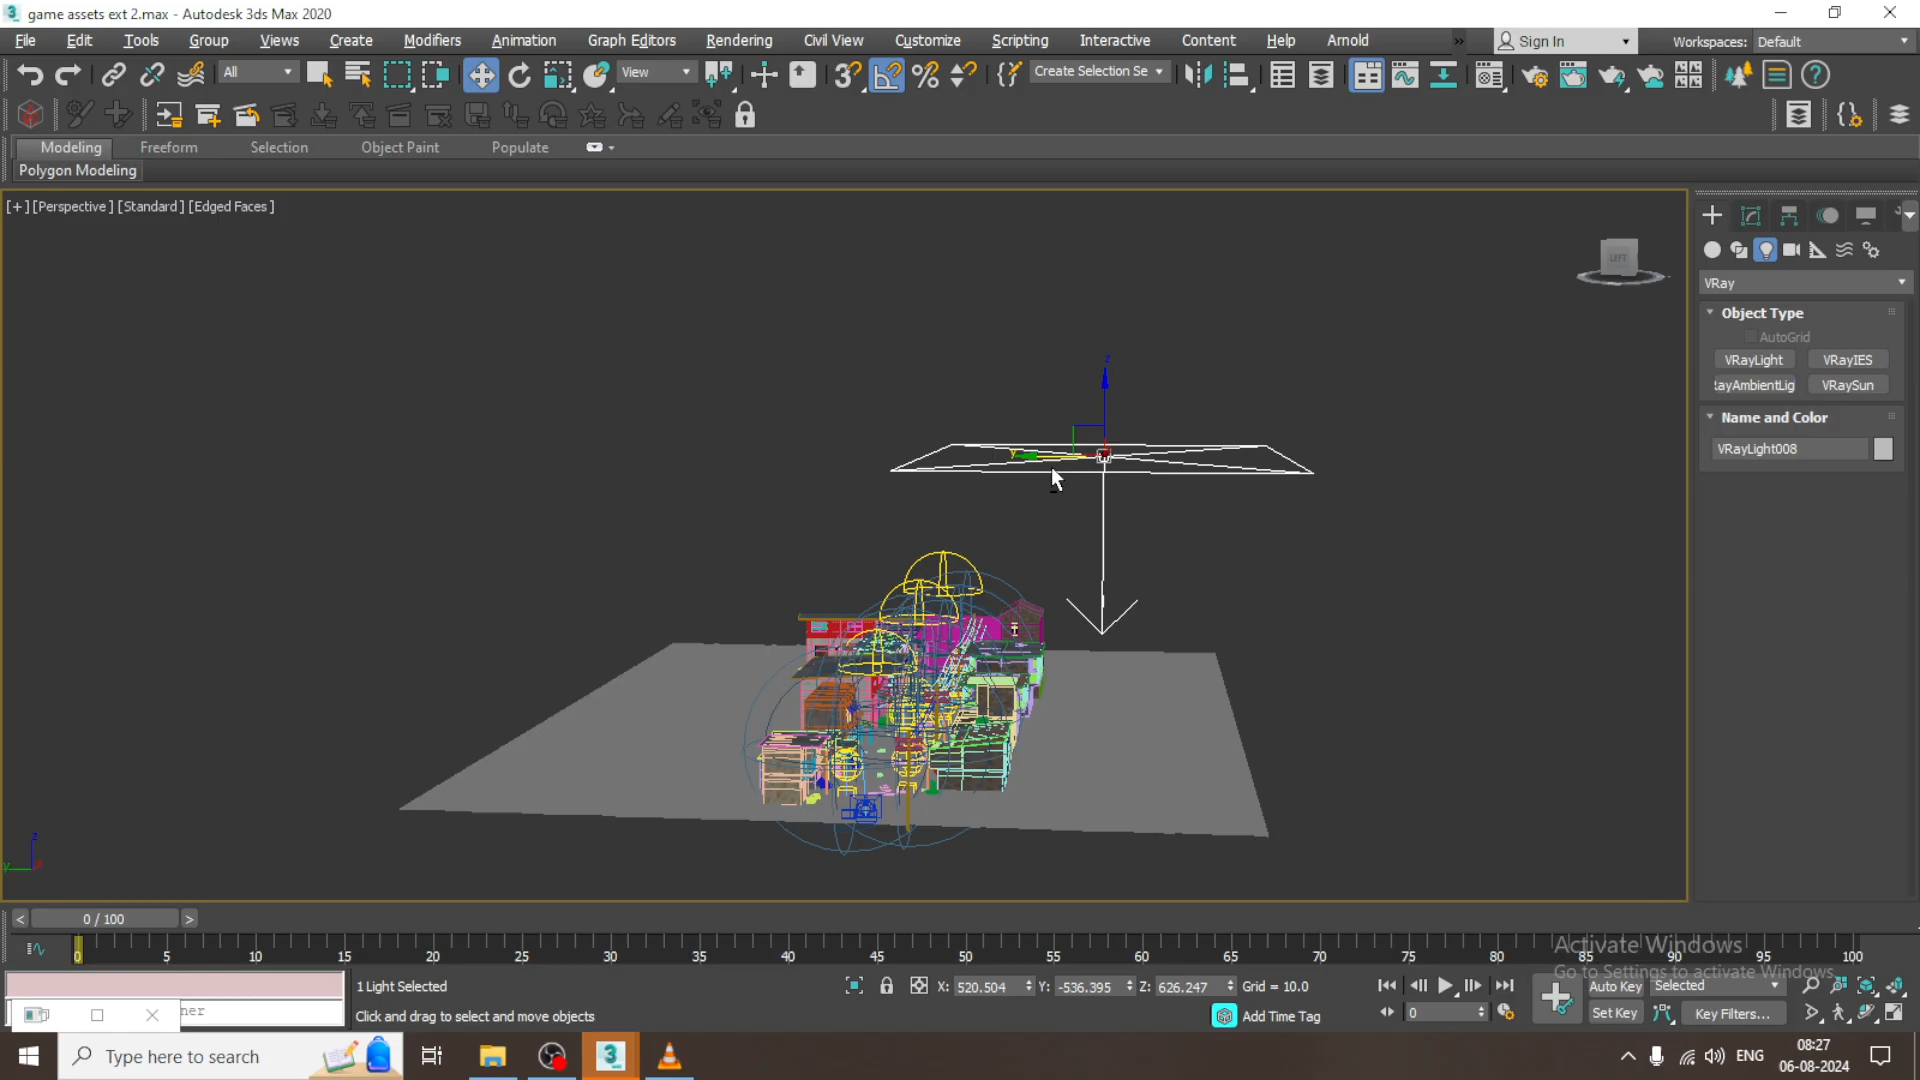 game assets ext 2.max - Autodesk 3ds Max 2020
File Edit Tools Group Views Create Modifiers Animation Graph Editors Rendering Civil View Customize Scripting Interactive Content Help Arnold
Sign In
Workspaces: Default
All
View
Create Selection Se
Modeling Freeform Selection Object Paint Populate
Polygon Modeling
[+] [Perspective] [Standard] [Edged Faces]
LEFT
VRay
Object Type
AutoGrid
VRayLight VRayIES
ayAmbientLig VRaySun
Name and Color
VRayLight008
z
y
z
y
< 0 / 100 >
0 5 10 15 20 25 30 35 40 45 50 55 60 65 70 75 80 85 90 95 100
Activate Windows
Go to Settings to activate Windows.
1 Light Selected
X: 520.504 Y: -536.395 Z: 626.247 Grid = 10.0
Auto Key Selected
ner
Click and drag to select and move objects
Add Time Tag
0
Set Key Key Filters...
Type here to search
ENG
08:27
06-08-2024